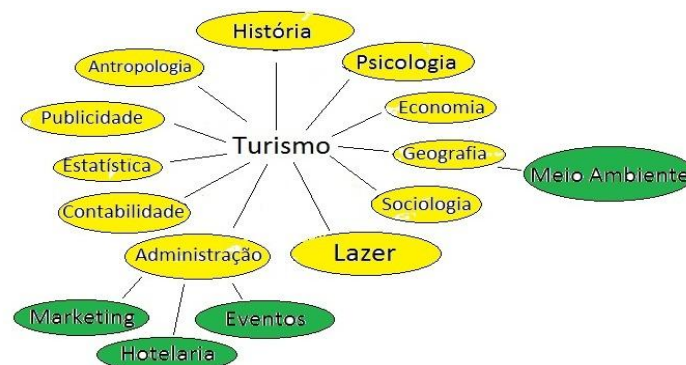 História
Psicologia
Antropologia
Economia
Publicidade
Turismo
Geografia
Meio Ambiente
Estatística
Sociologia
Contabilidade
Lazer
Administração
Marketing
Eventos
Hotelaria